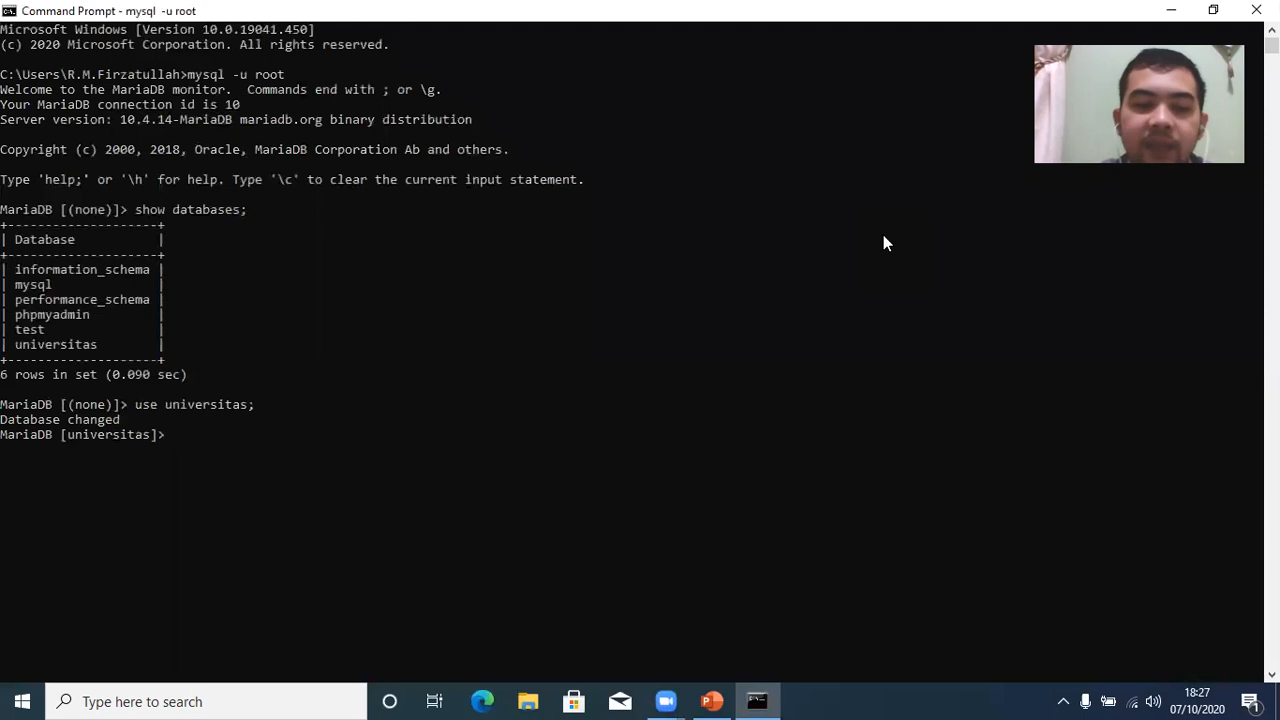 Command Prompt - mysql -u root
Microsoft Windows [Version 10.0.19041.450]
(c) 2020 Microsoft Corporation. All rights reserved.
C:\Users\R.M.Firzatullah>mysql -u root
Welcome to the MariaDB monitor.  Commands end with ; or \g.
Your MariaDB connection id is 10
Server version: 10.4.14-MariaDB mariadb.org binary distribution
Copyright (c) 2000, 2018, Oracle, MariaDB Corporation Ab and others.
Type 'help;' or '\h' for help. Type '\c' to clear the current input statement.
MariaDB [(none)]> show databases;
+--------------------+
| Database           |
+--------------------+
| information_schema |
| mysql              |
| performance_schema |
| phpmyadmin         |
| test               |
| universitas        |
+--------------------+
6 rows in set (0.090 sec)
MariaDB [(none)]> use universitas;
Database changed
MariaDB [universitas]>
Type here to search
18:27
07/10/2020
1